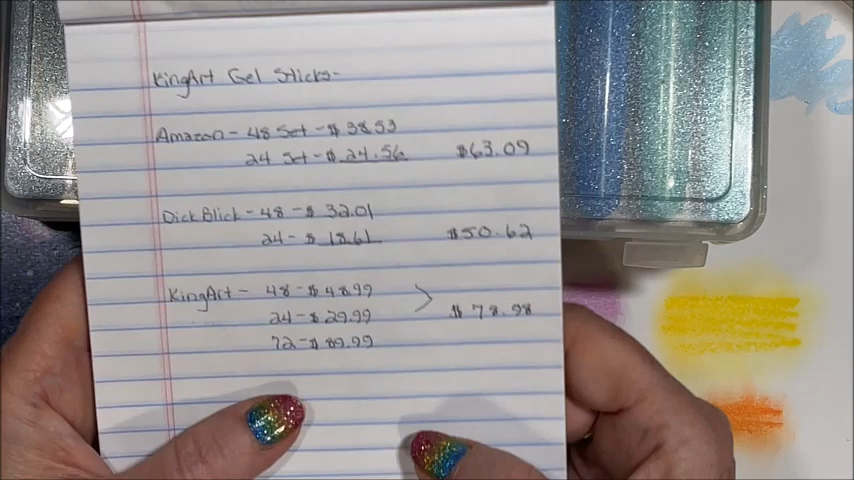 KingArt Gel Sticks-
Amazon - 48 Set - $38.53
24 Set - $24.56 $63.09
Dick Blick - 48 - $32.01
24 - $18.61 $50.62
KingArt - 48 - $48.99
24 - $29.99 > $78.98
72 - $89.99